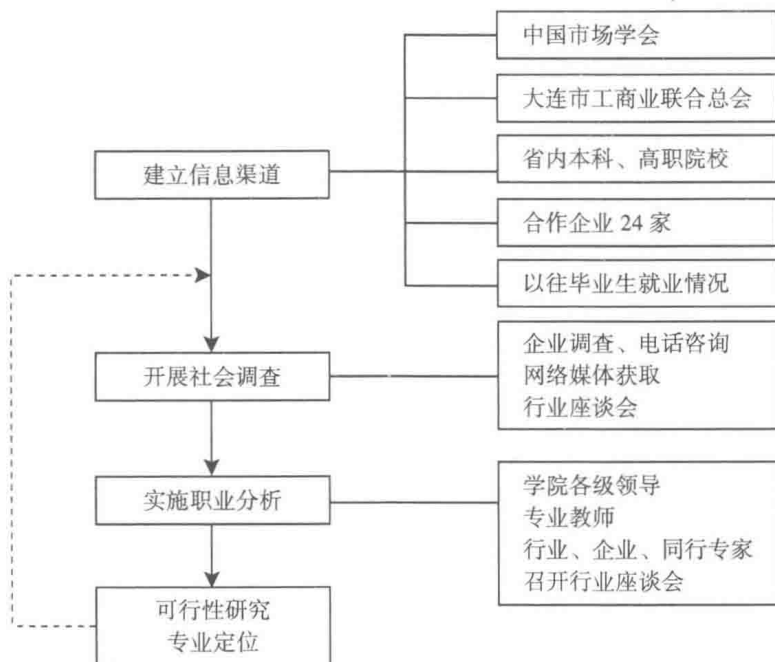 中国市场学会
大连市工商业联合总会
建立信息渠道
省内本科、高职院校
合作企业 24 家
以往毕业生就业情况
开展社会调查
企业调查、电话咨询
网络媒体获取
行业座谈会
实施职业分析
学院各级领导
专业教师
行业、企业、同行专家
召开行业座谈会
可行性研究
专业定位